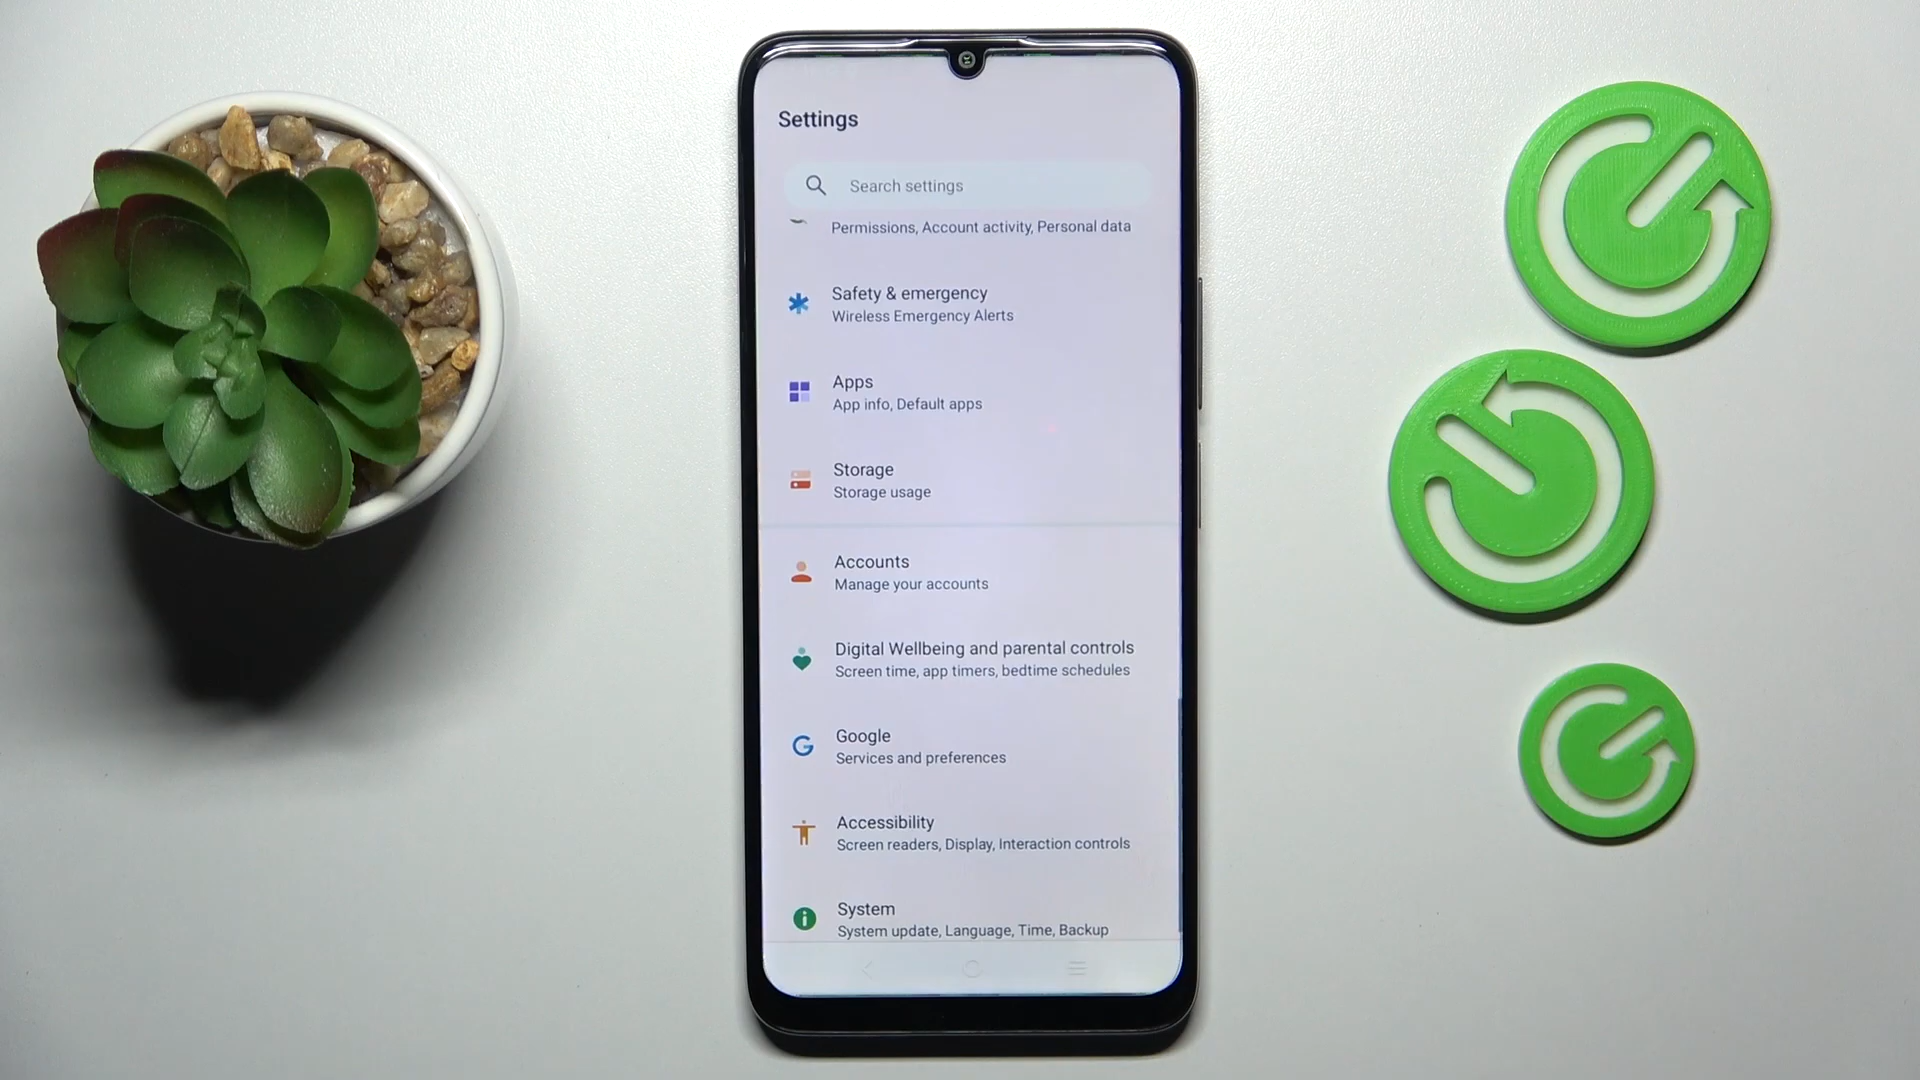 Settings
Search settings
Permissions, Account activity, Personal data
Safety & emergency
Wireless Emergency Alerts
Apps
App info, Default apps
Storage
Storage usage
Accounts
Manage your accounts
Digital Wellbeing and parental controls
Screen time, app timers, bedtime schedules
Google
Services and preferences
Accessibility
Screen readers, Display, Interaction controls
System
System update, Language, Time, Backup